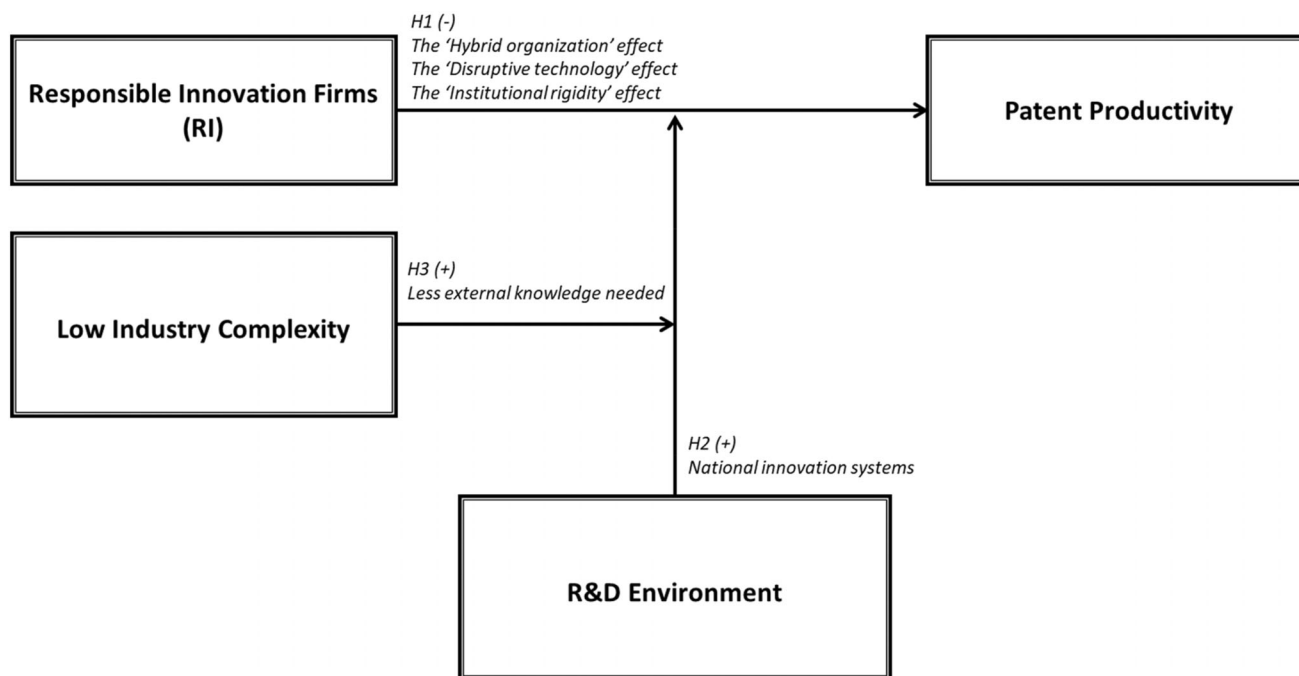 H1 (-)
The ‘Hybrid organization’ effect
The ‘Disruptive technology’ effect
The ‘Institutional rigidity’ effect
Responsible Innovation Firms
(RI)
Patent Productivity
H3 (+)
Less external knowledge needed
Low Industry Complexity
H2 (+)
National innovation systems
R&D Environment